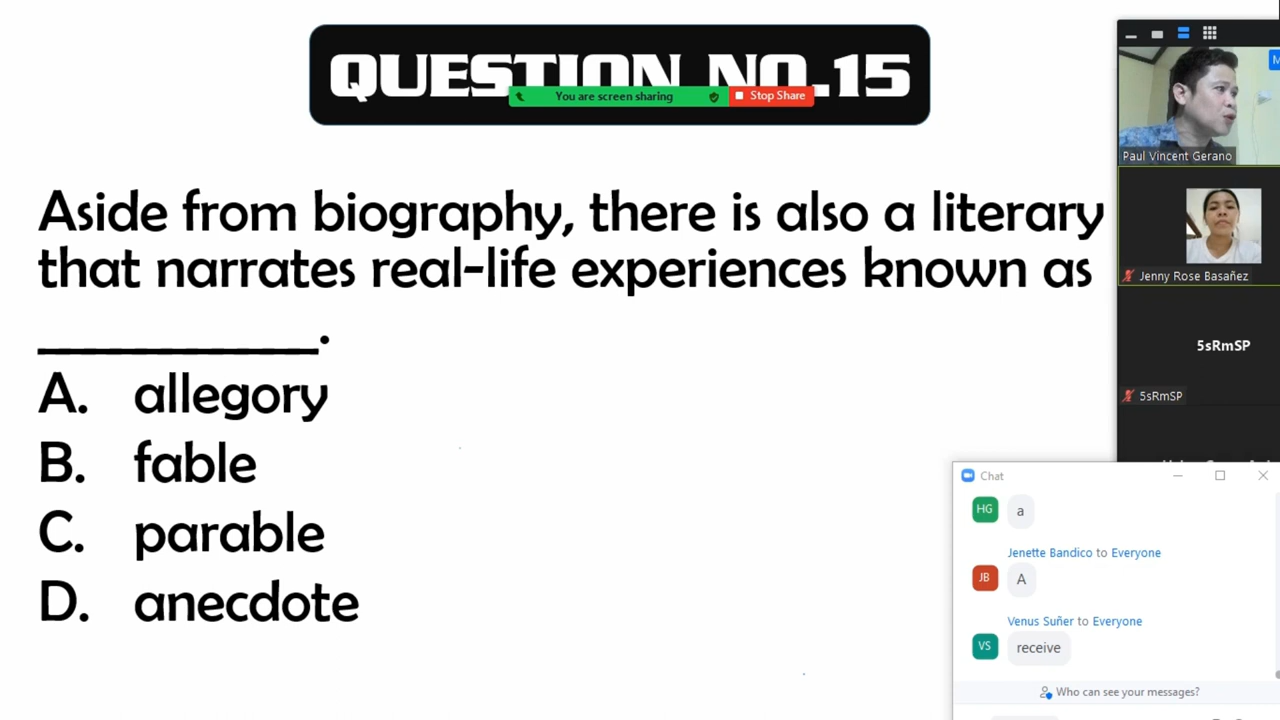 QUESTION NO.15
You are screen sharing
Stop Share
Aside from biography, there is also a literary
that narrates real-life experiences known as
____________.
A. allegory
B. fable
C. parable
D. anecdote
Paul Vincent Gerano
Jenny Rose Basañez
5sRmSP
5sRmSP
Chat
HG
a
Jenette Bandico to Everyone
JB
A
Venus Suñer to Everyone
VS
receive
Who can see your messages?